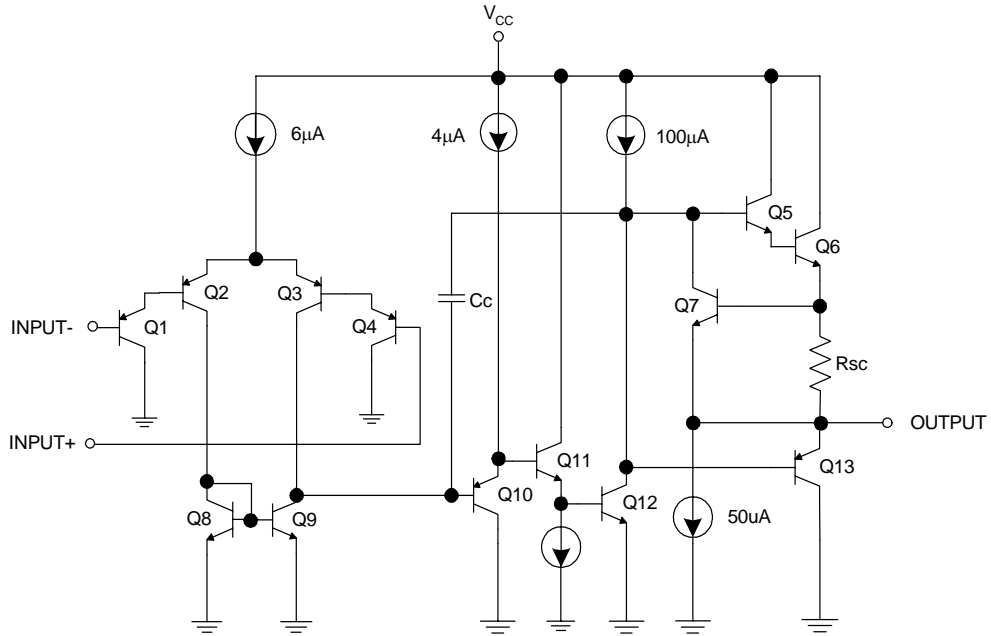 VCC
6μA
4μA
100μA
Q5
Q6
Q2
Q3
Q7
Cc
INPUT-
Q1
Q4
Rsc
OUTPUT
INPUT+
Q11
Q13
Q10
Q12
Q8
Q9
50uA